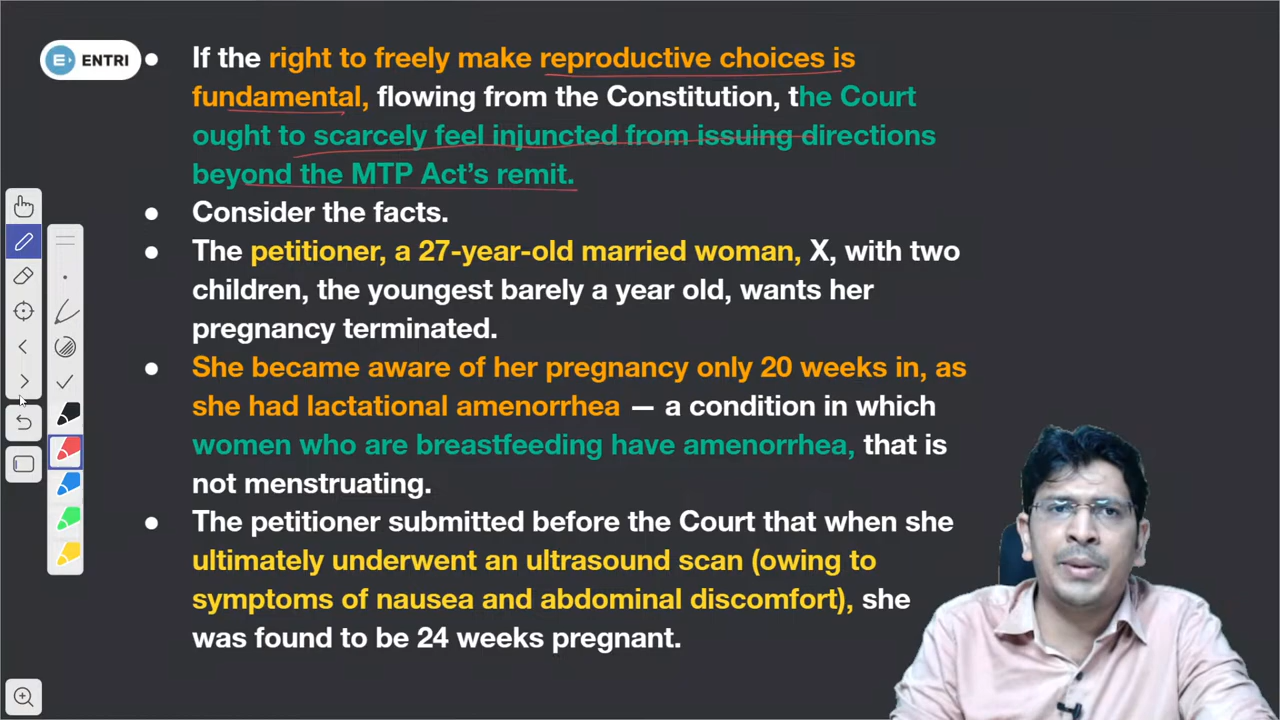 ENTRI
● If the right to freely make reproductive choices is
fundamental, flowing from the Constitution, the Court
ought to scarcely feel injuncted from issuing directions
beyond the MTP Act’s remit.
● Consider the facts.
● The petitioner, a 27-year-old married woman, X, with two
children, the youngest barely a year old, wants her
pregnancy terminated.
● She became aware of her pregnancy only 20 weeks in, as
she had lactational amenorrhea — a condition in which
women who are breastfeeding have amenorrhea, that is
not menstruating.
● The petitioner submitted before the Court that when she
ultimately underwent an ultrasound scan (owing to
symptoms of nausea and abdominal discomfort), she
was found to be 24 weeks pregnant.